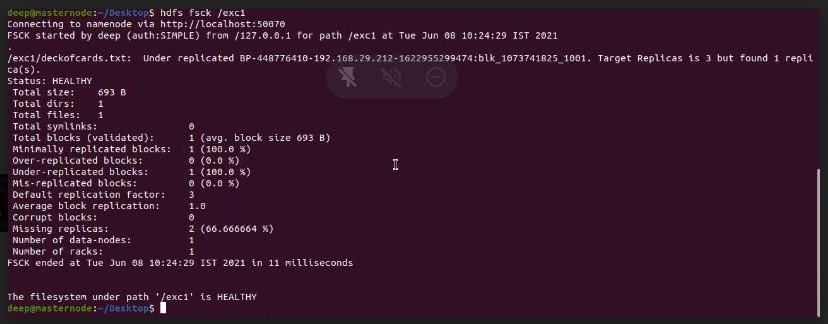 deep@masternode:~/Desktop$ hdfs fsck /exc1
Connecting to namenode via http://localhost:50070
FSCK started by deep (auth:SIMPLE) from /127.0.0.1 for path /exc1 at Tue Jun 08 10:24:29 IST 2021
.
/exc1/deckofcards.txt:  Under replicated BP-448776410-192.168.29.212-1622955299474:blk_1073741825_1001. Target Replicas is 3 but found 1 repli
ca(s).
Status: HEALTHY
 Total size:    693 B
 Total dirs:    1
 Total files:   1
 Total symlinks:                0
 Total blocks (validated):      1 (avg. block size 693 B)
 Minimally replicated blocks:   1 (100.0 %)
 Over-replicated blocks:        0 (0.0 %)
 Under-replicated blocks:       1 (100.0 %)
 Mis-replicated blocks:         0 (0.0 %)
 Default replication factor:    3
 Average block replication:     1.0
 Corrupt blocks:                0
 Missing replicas:              2 (66.666664 %)
 Number of data-nodes:          1
 Number of racks:               1
FSCK ended at Tue Jun 08 10:24:29 IST 2021 in 11 milliseconds
The filesystem under path '/exc1' is HEALTHY
deep@masternode:~/Desktop$